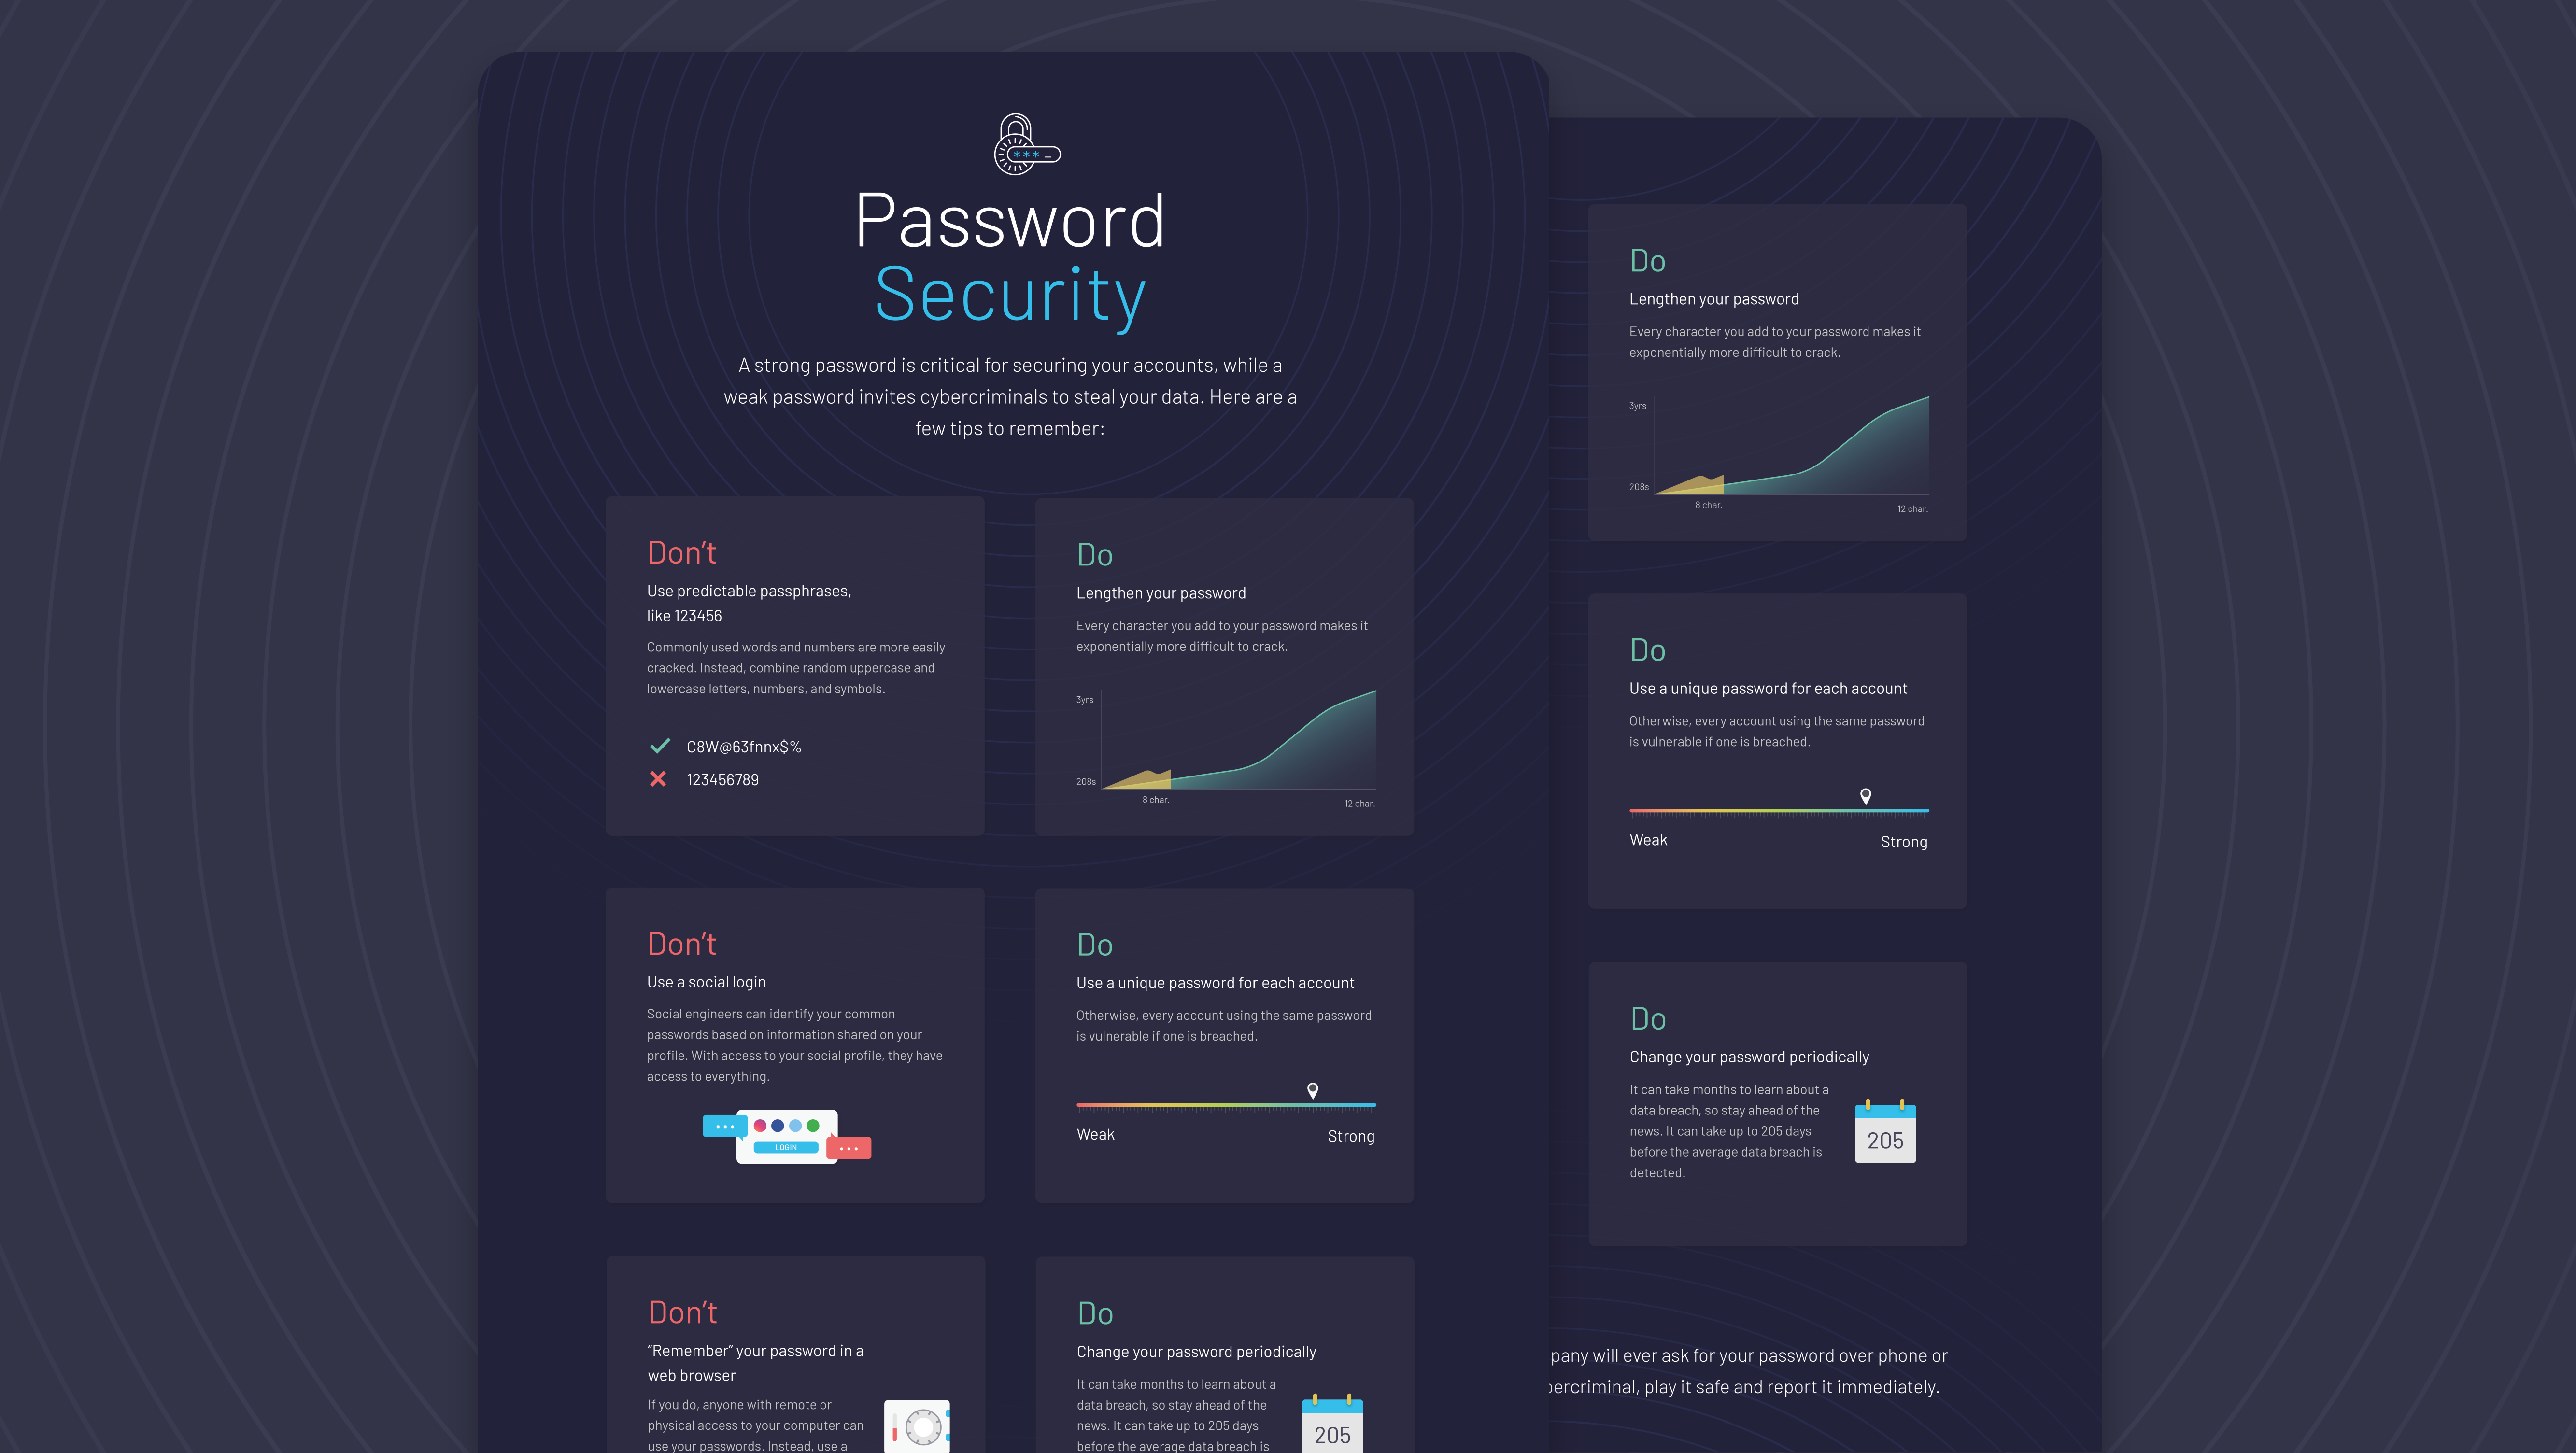 ***_
Password
Security
A strong password is critical for securing your accounts, while a
weak password invites cybercriminals to steal your data. Here are a
few tips to remember:
Don’t
Use predictable passphrases,
like 123456
Commonly used words and numbers are more easily
cracked. Instead, combine random uppercase and
lowercase letters, numbers, and symbols.
C8W@63fnnx$%
123456789
Do
Lengthen your password
Every character you add to your password makes it
exponentially more difficult to crack.
3yrs
208s
8 char.
12 char.
Don’t
Use a social login
Social engineers can identify your common
passwords based on information shared on your
profile. With access to your social profile, they have
access to everything.
LOGIN
Do
Use a unique password for each account
Otherwise, every account using the same password
is vulnerable if one is breached.
Weak
Strong
Don’t
“Remember” your password in a
web browser
If you do, anyone with remote or
physical access to your computer can
use your passwords. Instead, use a
Do
Change your password periodically
It can take months to learn about a
data breach, so stay ahead of the
news. It can take up to 205 days
before the average data breach is
205
Do
Lengthen your password
Every character you add to your password makes it
exponentially more difficult to crack.
3yrs
208s
8 char.
12 char.
Do
Use a unique password for each account
Otherwise, every account using the same password
is vulnerable if one is breached.
Weak
Strong
Do
Change your password periodically
It can take months to learn about a
data breach, so stay ahead of the
news. It can take up to 205 days
before the average data breach is
detected.
205
pany will ever ask for your password over phone or
bercriminal, play it safe and report it immediately.